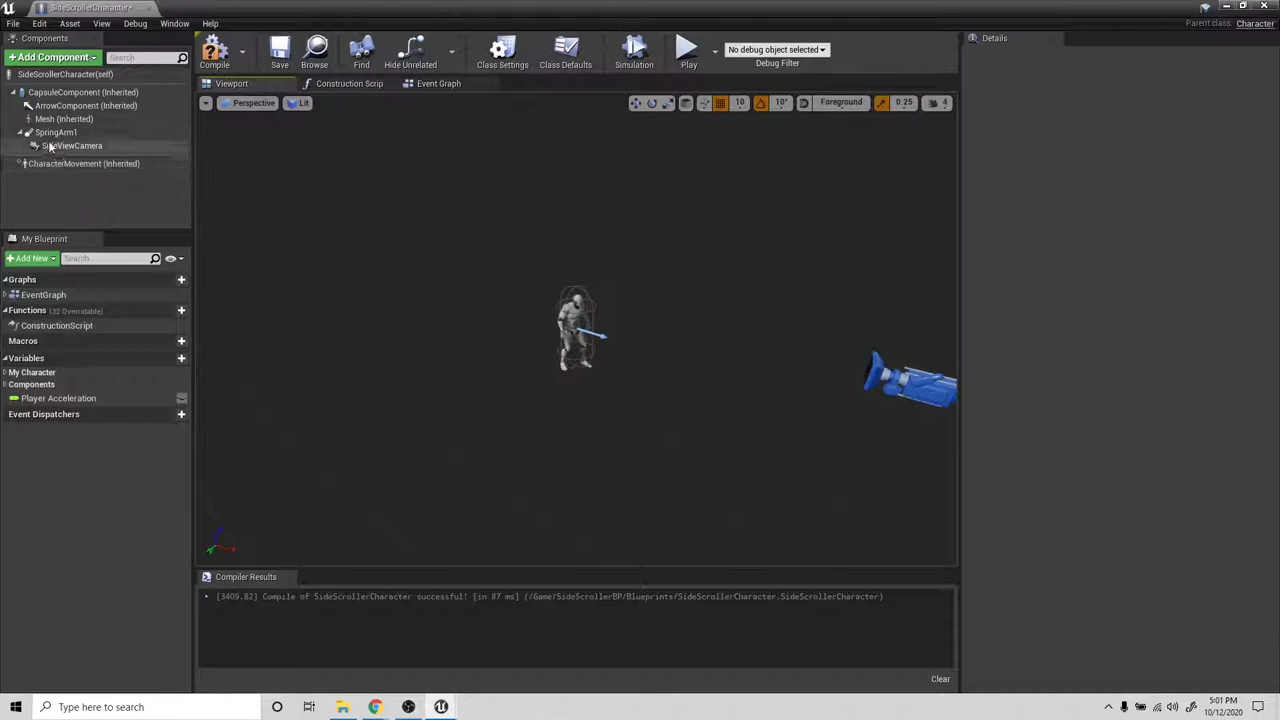 SideScrollerCharacter*
File Edit Asset View Debug Window Help
Parent class: Character
Components
+Add Component
Search
SideScrollerCharacter(self)
CapsuleComponent (Inherited)
ArrowComponent (Inherited)
Mesh (Inherited)
SpringArm1
SideViewCamera
CharacterMovement (Inherited)
Compile
Save
Browse
Find
Hide Unrelated
Class Settings
Class Defaults
Simulation
Play
No debug object selected
Debug Filter
Details
Viewport
Construction Scrip
Event Graph
Perspective
Lit
10
10°
Foreground
0.25
4
My Blueprint
+Add New
Search
Graphs
EventGraph
Functions (32 Overridable)
ConstructionScript
Macros
Variables
My Character
Components
Player Acceleration
Event Dispatchers
Compiler Results
[3409.82] Compile of SideScrollerCharacter successful! [in 87 ms] (/Game/SideScrollerBP/Blueprints/SideScrollerCharacter.SideScrollerCharacter)
Clear
Type here to search
5:01 PM
10/12/2020